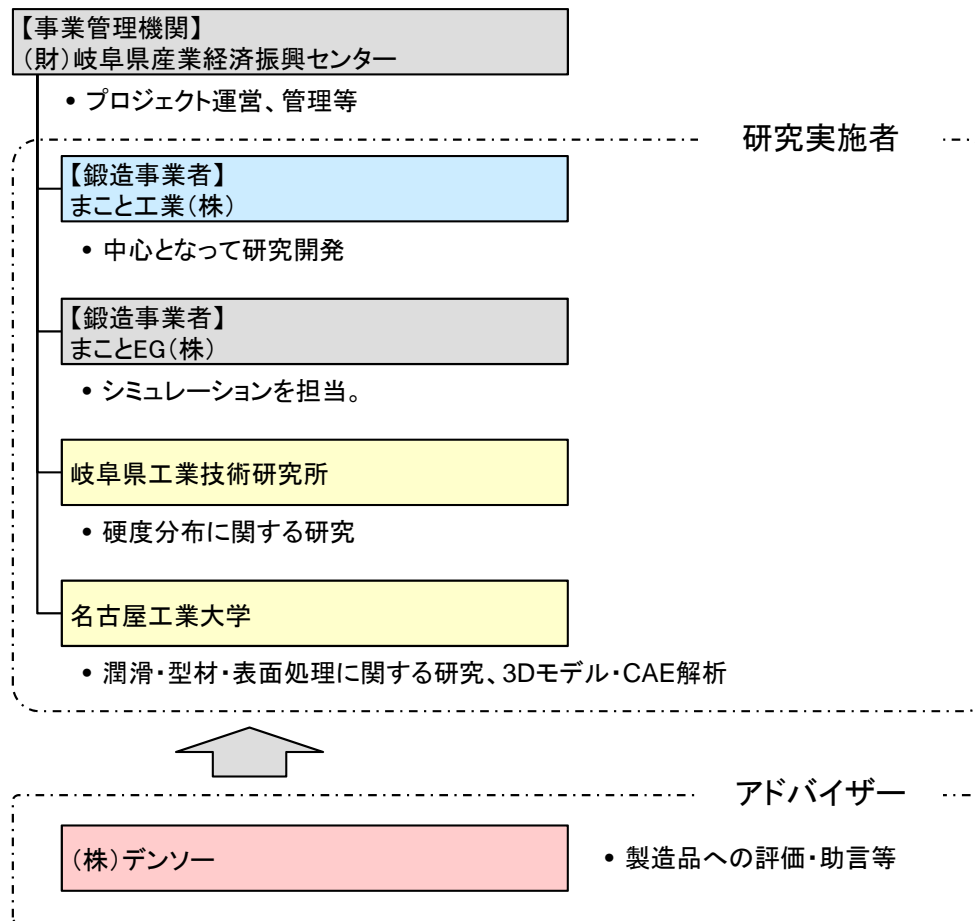 【事業管理機関】
（財）岐阜県産業経済振興センター
• プロジェクト運営、管理等
研究実施者
【鍛造事業者】
まこと工業（株）
• 中心となって研究開発
【鍛造事業者】
まことEG（株）
• シミュレーションを担当。
岐阜県工業技術研究所
• 硬度分布に関する研究
名古屋工業大学
• 潤滑・型材・表面処理に関する研究、3Dモデル・CAE解析
アドバイザー
（株）デンソー
• 製造品への評価・助言等